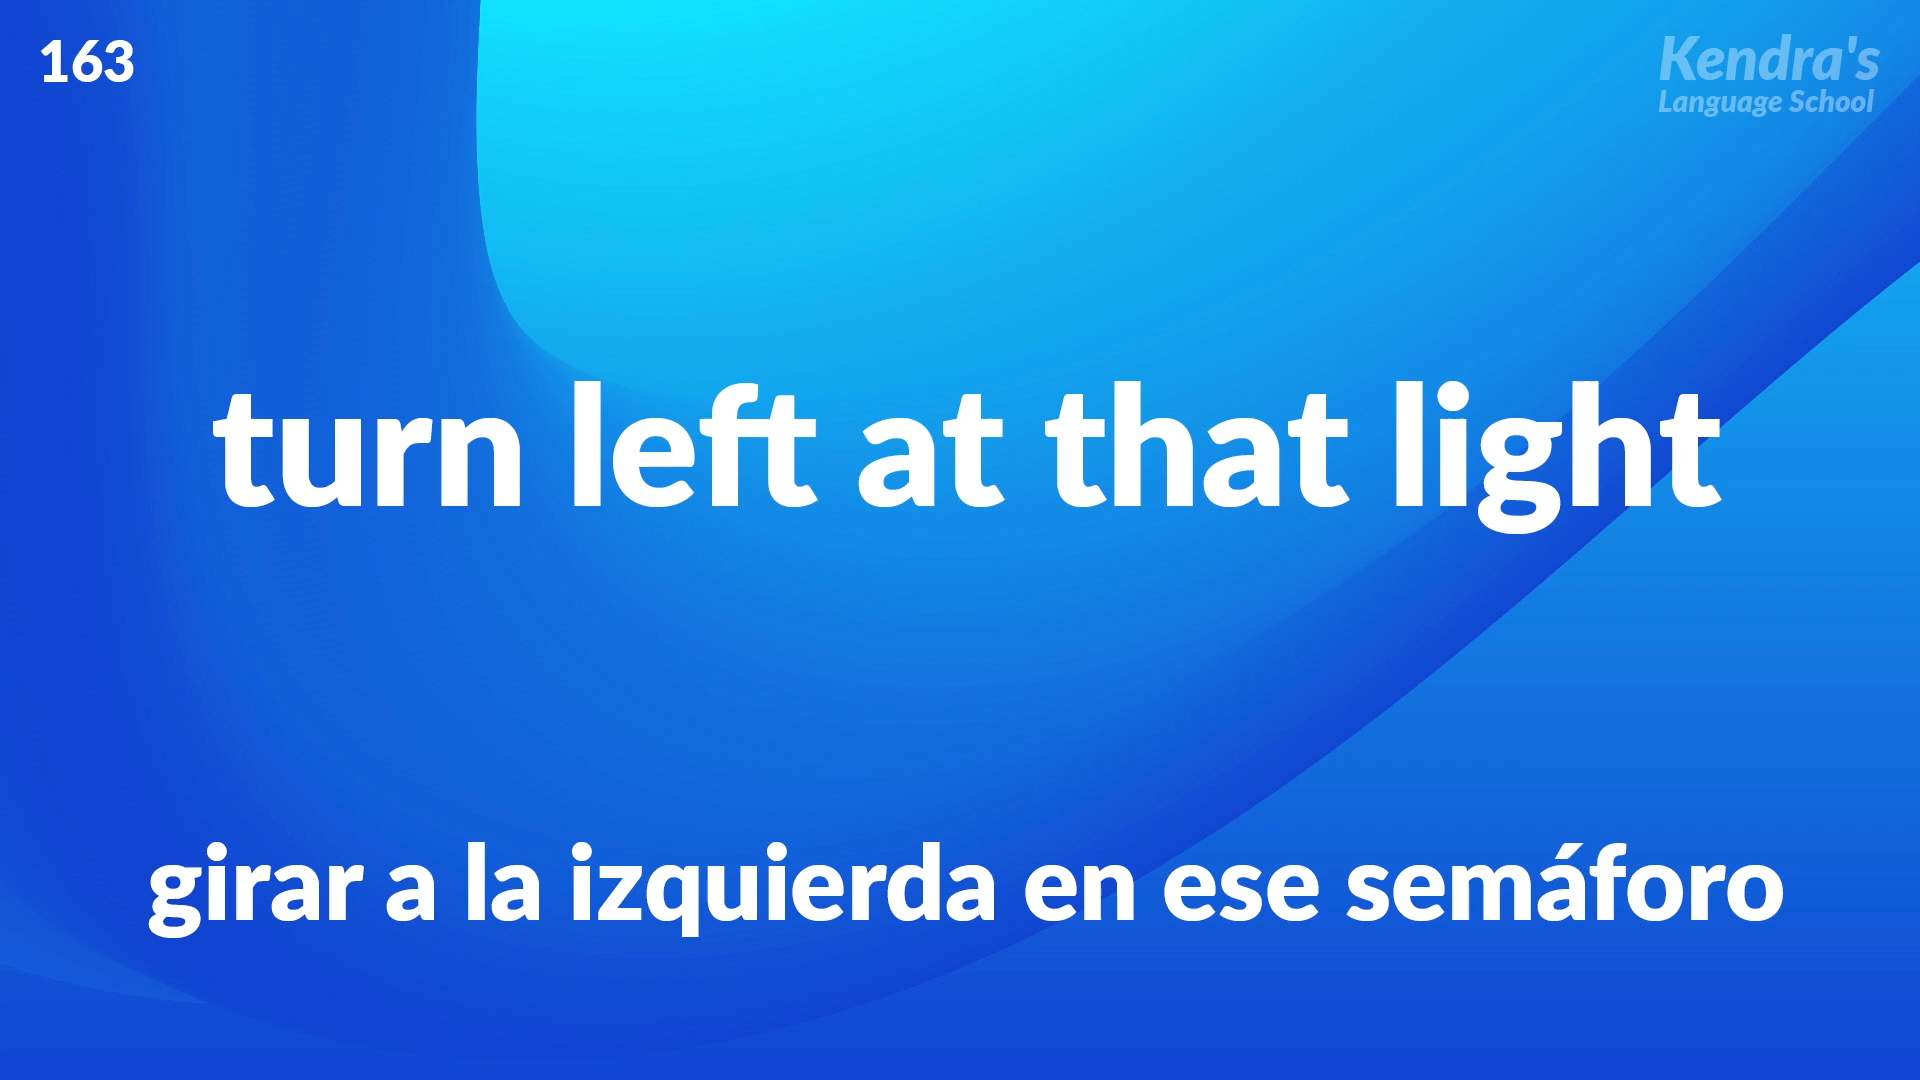 163
Kendra's
Language School
turn left at that light
girar a la izquierda en ese semáforo